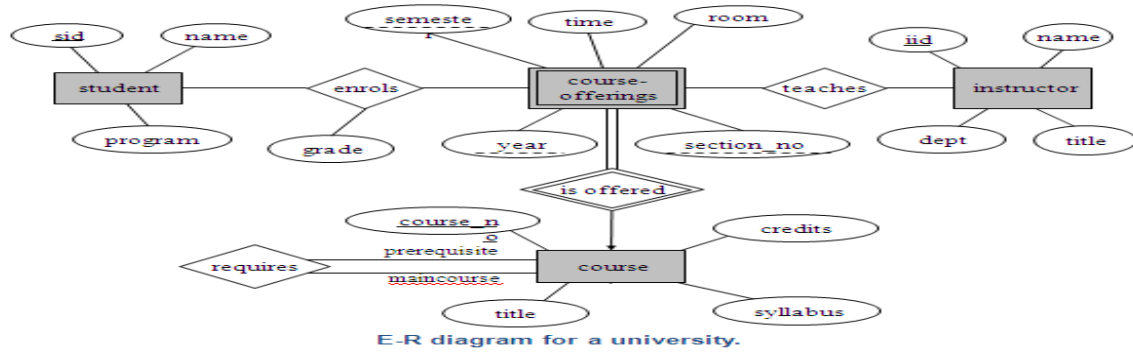 semeste
r
time
room
sid
name
iid
name
student
enrols
course-
offerings
teaches
instructor
program
grade
year
section_no
dept
title
is offered
course_n
o
credits
prerequisite
requires
course
maincourse
title
syllabus
E-R diagram for a university.